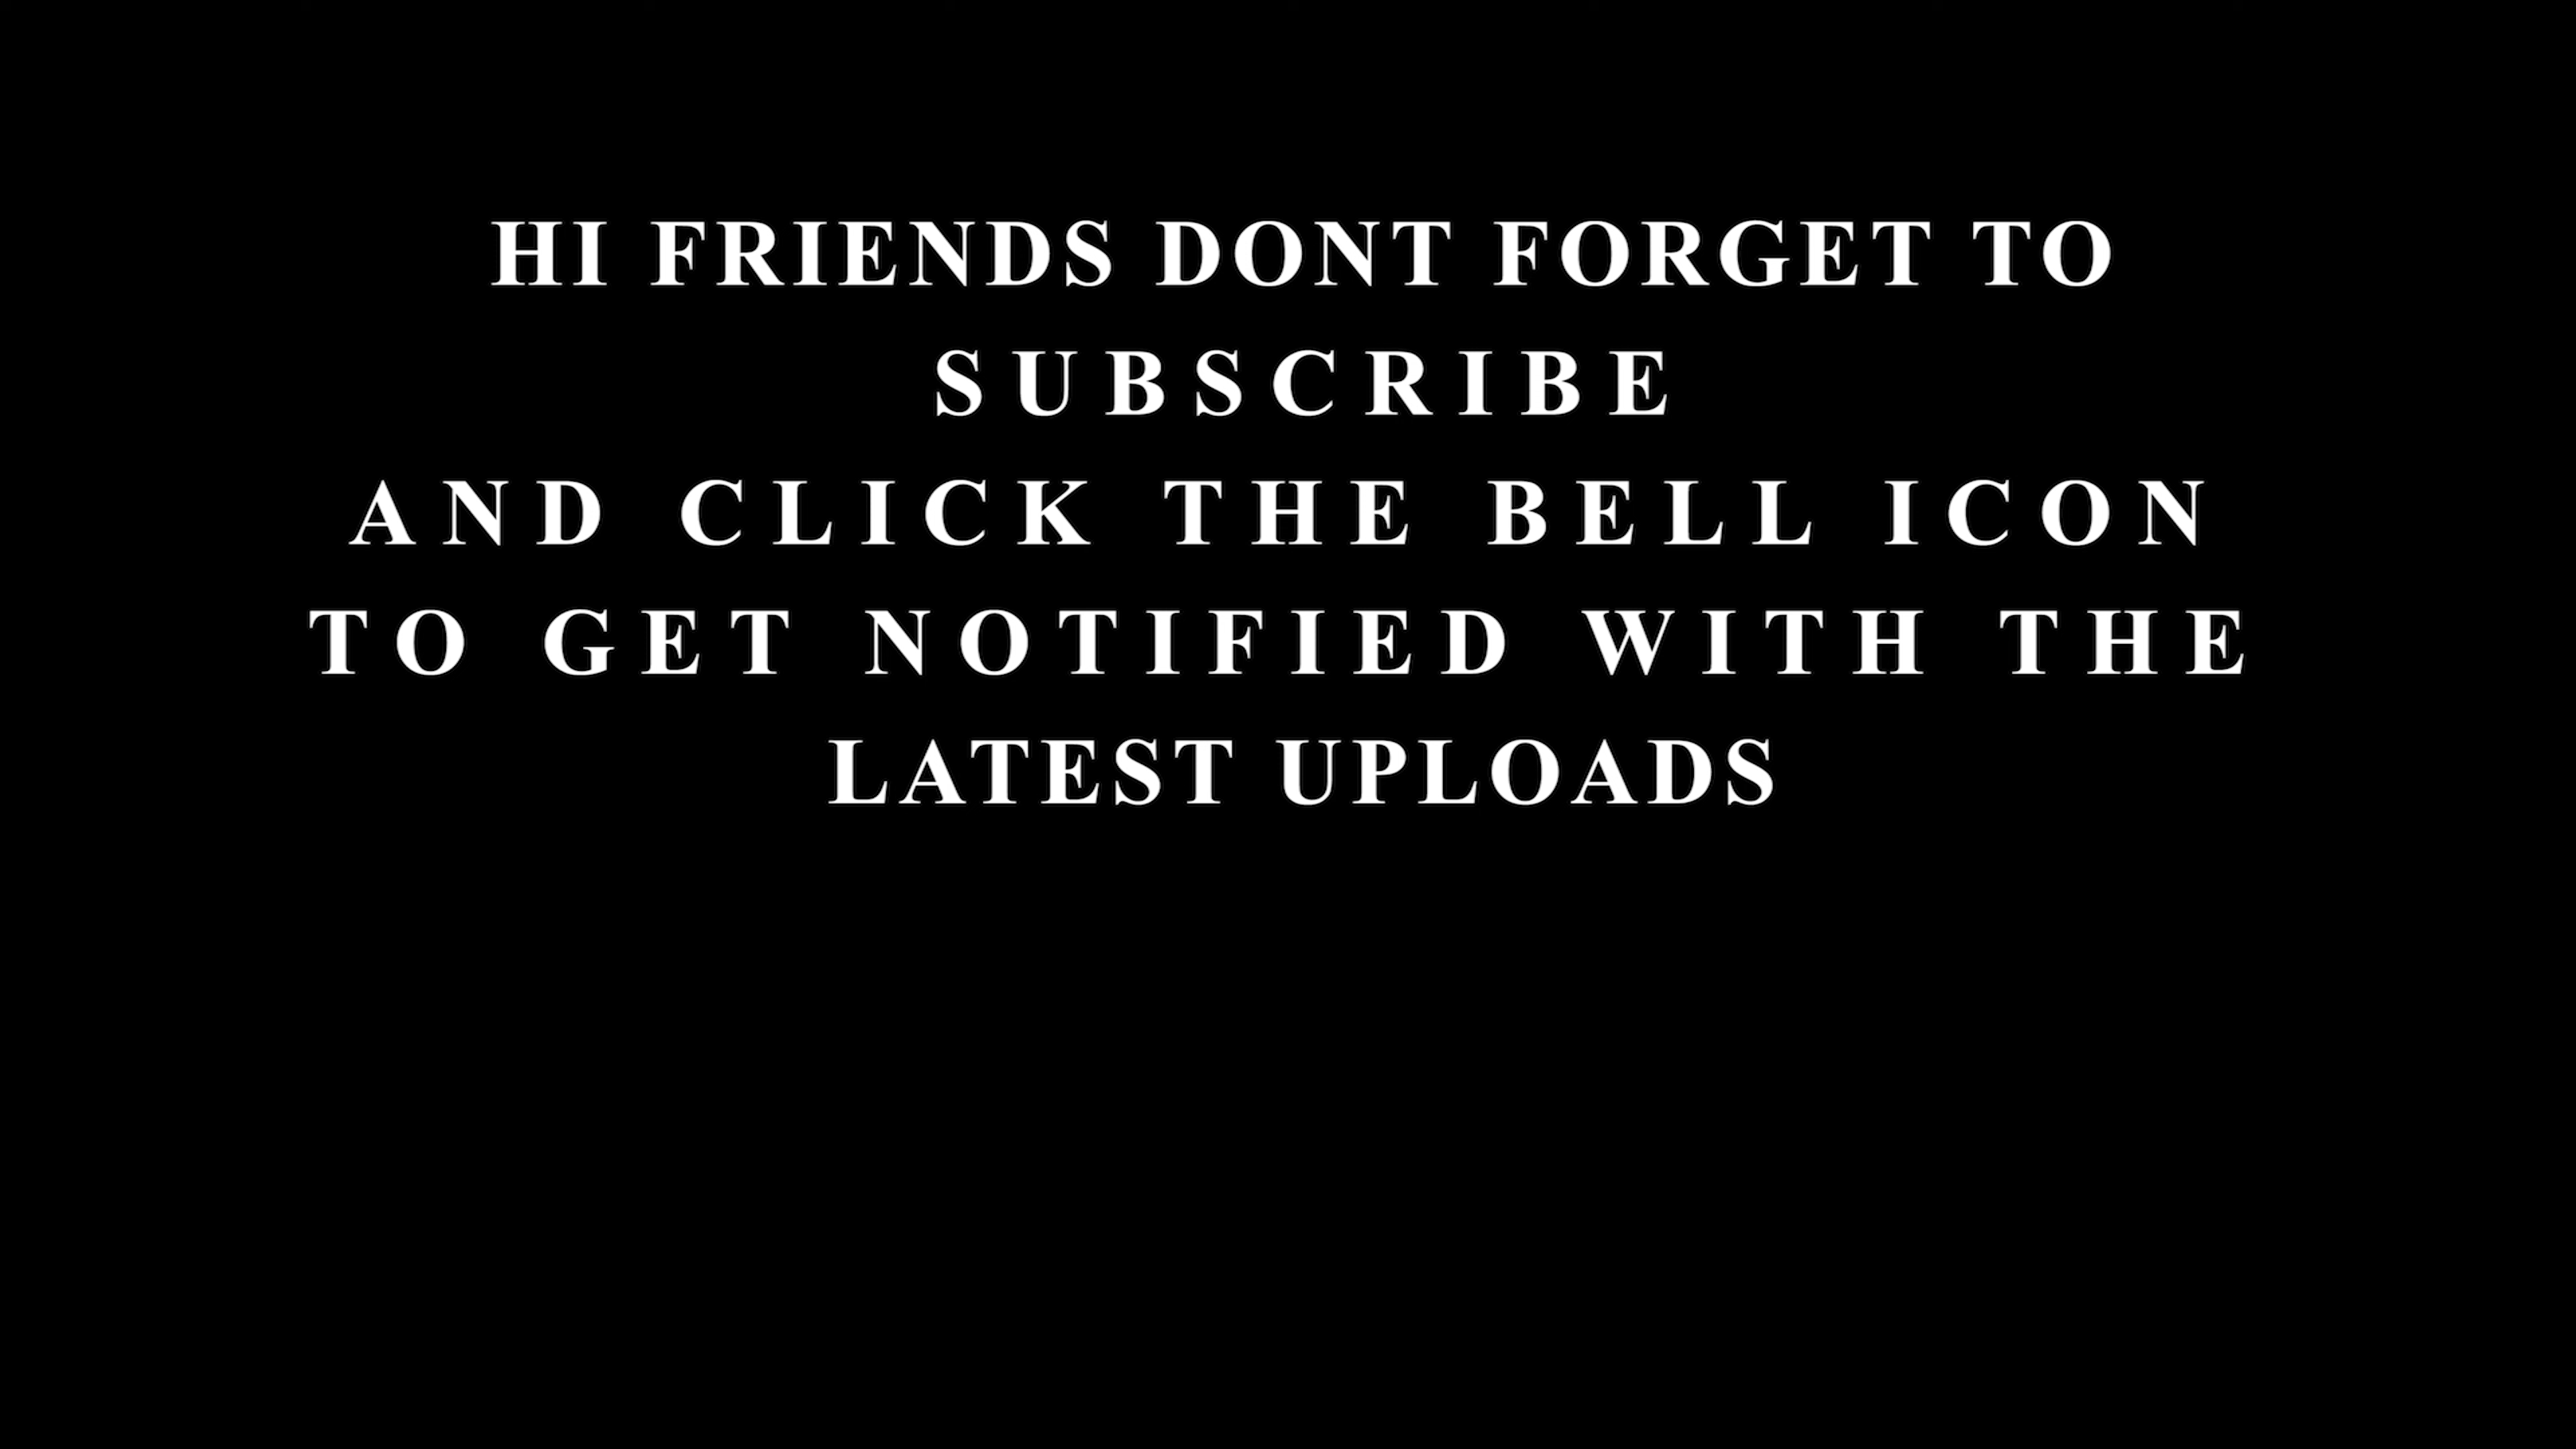 HI FRIENDS DONT FORGET TO
SUBSCRIBE
AND CLICK THE BELL ICON
TO GET NOTIFIED WITH THE
LATEST UPLOADS